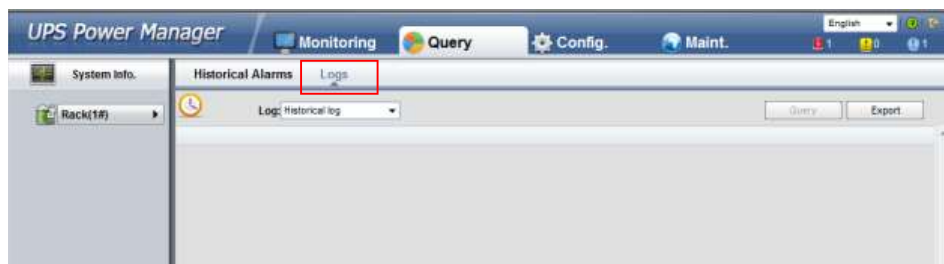 UPS Power Manager
English
Monitoring Query Config. Maint.
1 0 1
System Info. Historical Alarms Logs
Rack(1#) Log: Historical log Query Export